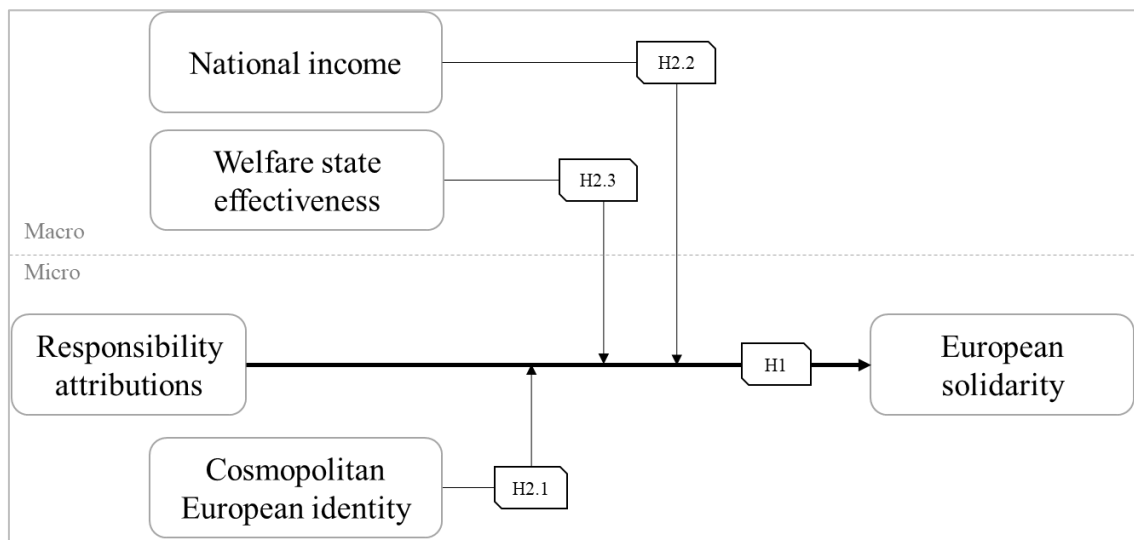 National income
H2.2
Welfare state
effectiveness
H2.3
Macro
Micro
Responsibility
attributions
H1
European
solidarity
Cosmopolitan
European identity
H2.1